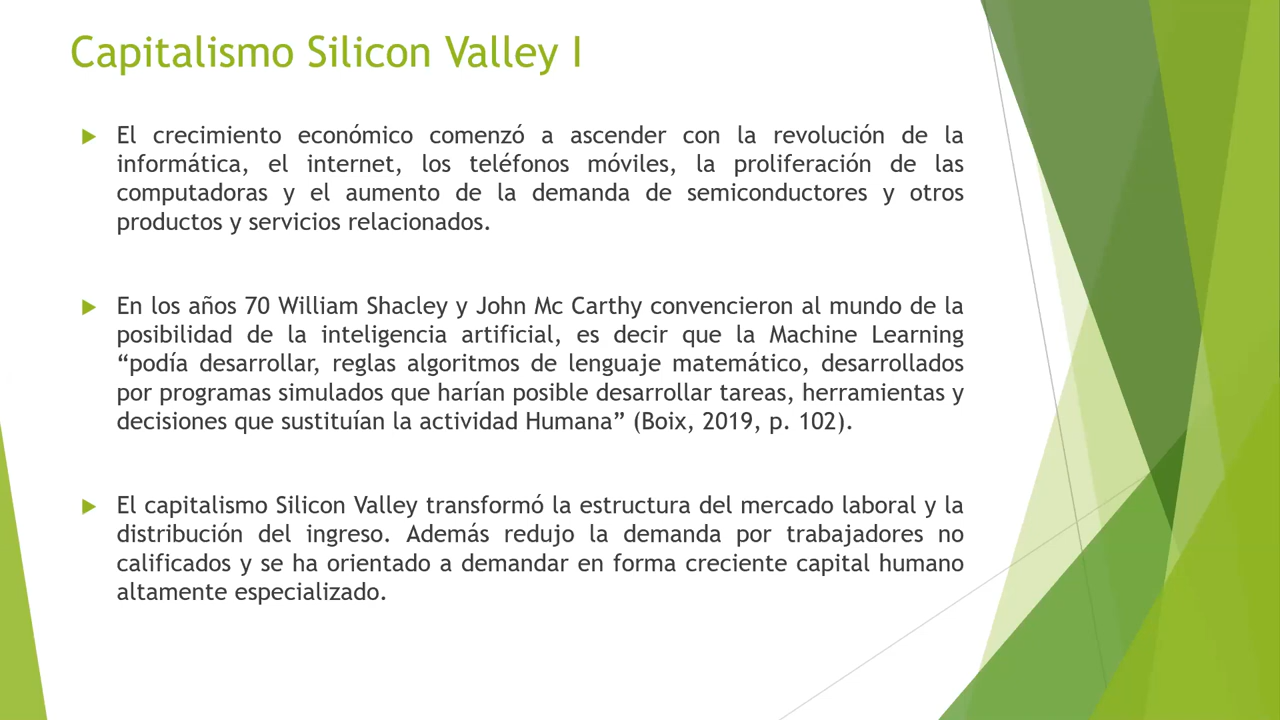 Capitalismo Silicon Valley I
El crecimiento económico comenzó a ascender con la revolución de la
informática, el internet, los teléfonos móviles, la proliferación de las
computadoras y el aumento de la demanda de semiconductores y otros
productos y servicios relacionados.
En los años 70 William Shacley y John Mc Carthy convencieron al mundo de la
posibilidad de la inteligencia artificial, es decir que la Machine Learning
“podía desarrollar, reglas algoritmos de lenguaje matemático, desarrollados
por programas simulados que harían posible desarrollar tareas, herramientas y
decisiones que sustituían la actividad Humana” (Boix, 2019, p. 102).
El capitalismo Silicon Valley transformó la estructura del mercado laboral y la
distribución del ingreso. Además redujo la demanda por trabajadores no
calificados y se ha orientado a demandar en forma creciente capital humano
altamente especializado.